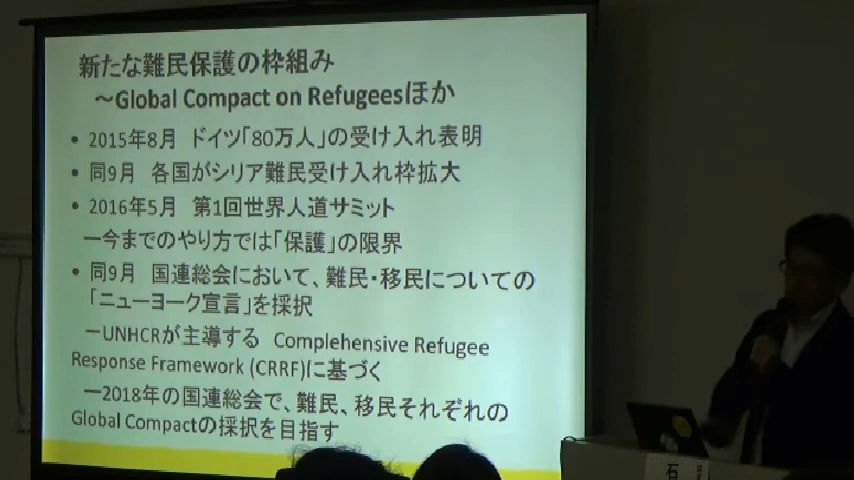 新たな難民保護の枠組み
～Global Compact on Refugeesほか
• 2015年8月 ドイツ「80万人」の受け入れ表明
• 同9月 各国がシリア難民受け入れ枠拡大
• 2016年5月 第1回世界人道サミット
ー今までのやり方では「保護」の限界
• 同9月 国連総会において、難民・移民についての
「ニューヨーク宣言」を採択
ーUNHCRが主導する Complehensive Refugee
Response Framework (CRRF)に基づく
ー2018年の国連総会で、難民、移民それぞれの
Global Compactの採択を目指す
石